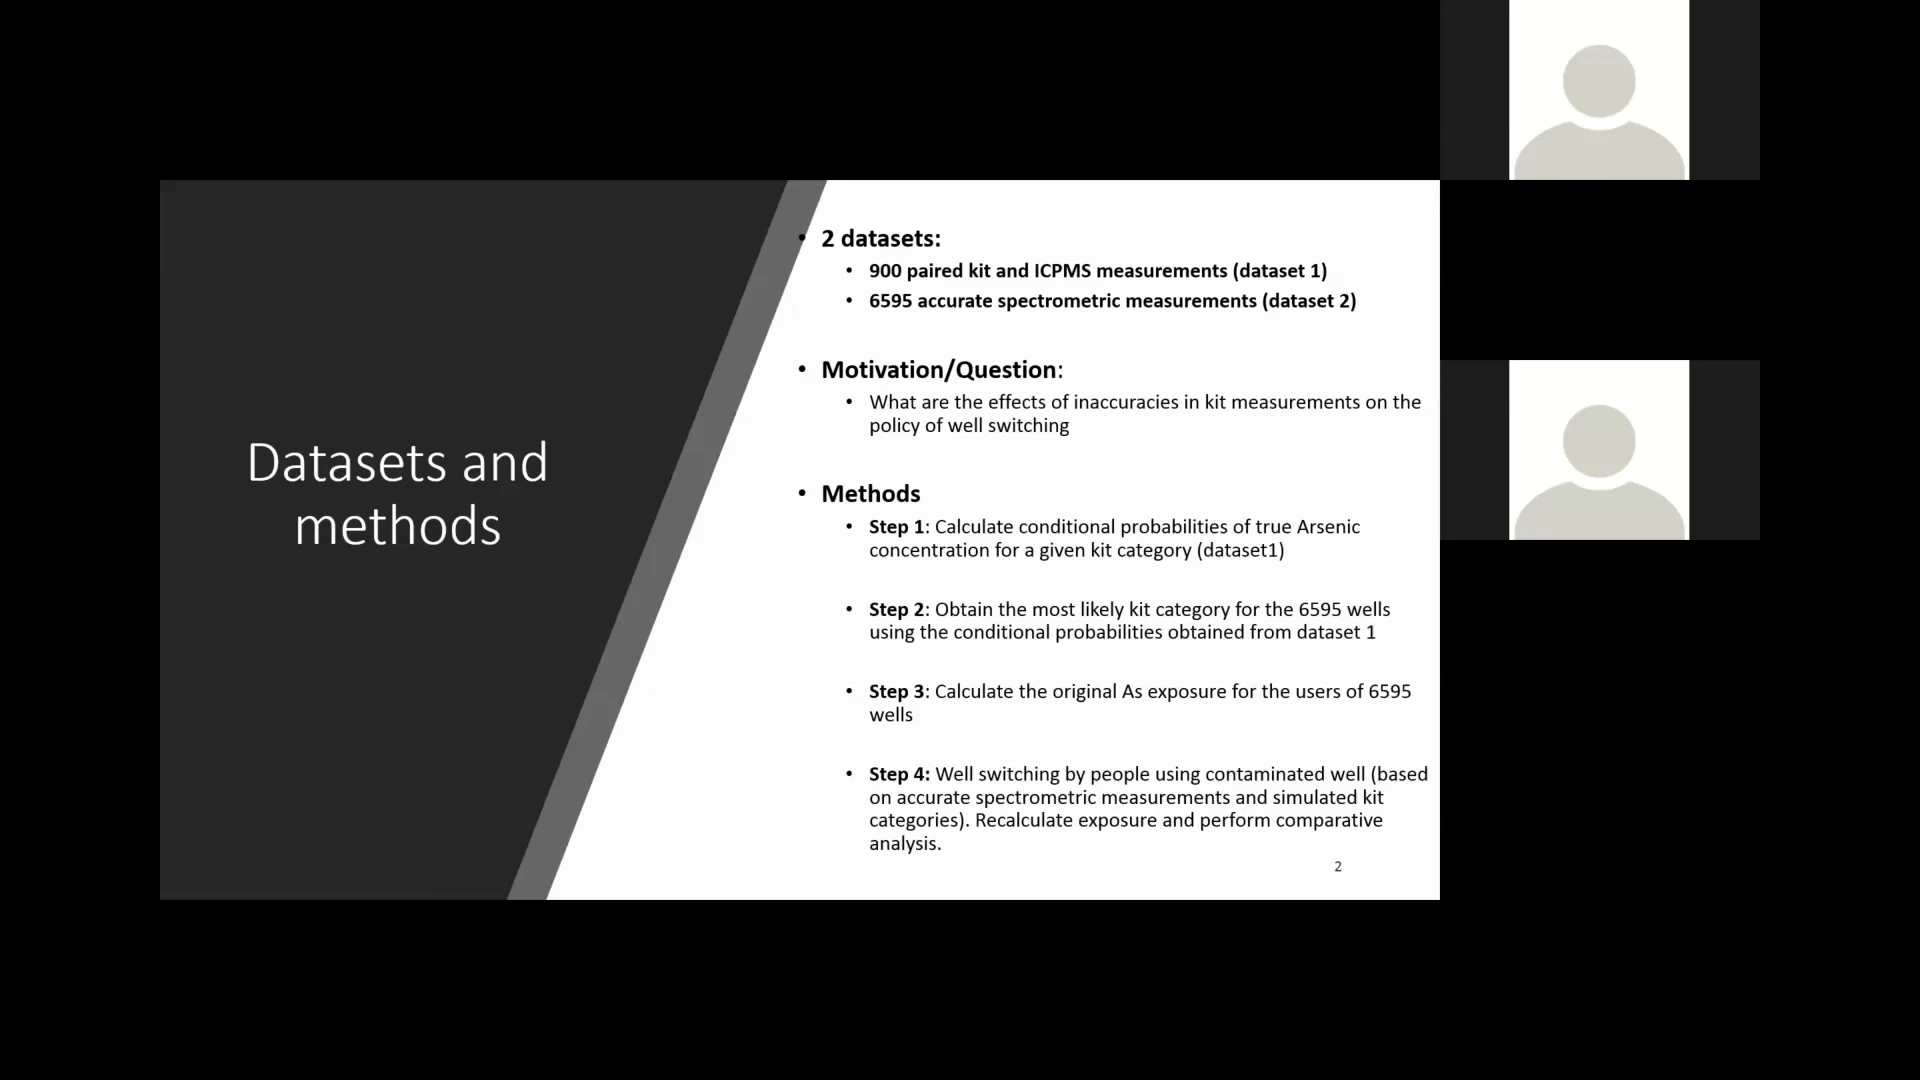 Datasets and
methods
• 2 datasets:
• 900 paired kit and ICPMS measurements (dataset 1)
• 6595 accurate spectrometric measurements (dataset 2)
• Motivation/Question:
• What are the effects of inaccuracies in kit measurements on the
policy of well switching
• Methods
• Step 1: Calculate conditional probabilities of true Arsenic
concentration for a given kit category (dataset1)
• Step 2: Obtain the most likely kit category for the 6595 wells
using the conditional probabilities obtained from dataset 1
• Step 3: Calculate the original As exposure for the users of 6595
wells
• Step 4: Well switching by people using contaminated well (based
on accurate spectrometric measurements and simulated kit
categories). Recalculate exposure and perform comparative
analysis.
2